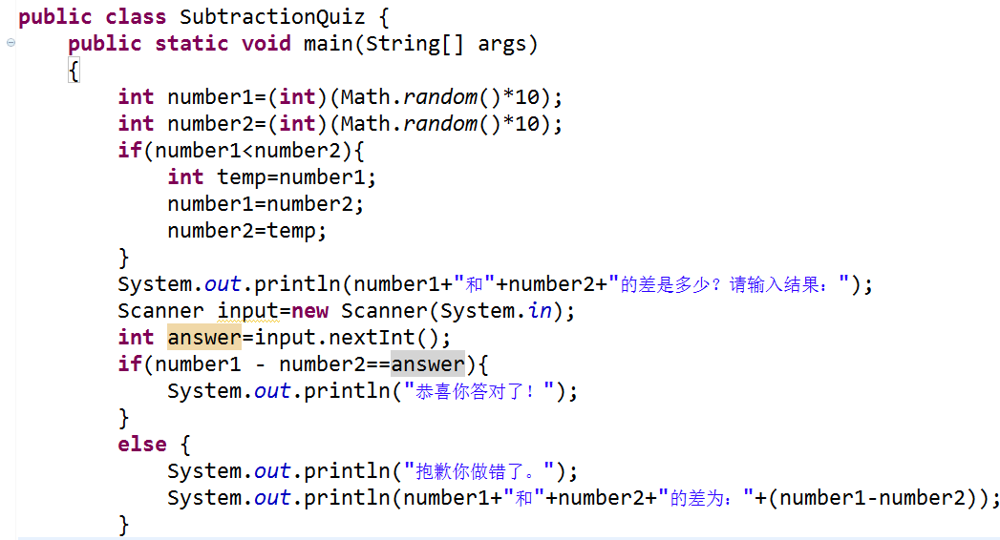 public class SubtractionQuiz {
    public static void main(String[] args)
    {
        int number1=(int)(Math.random()*10);
        int number2=(int)(Math.random()*10);
        if(number1<number2){
            int temp=number1;
            number1=number2;
            number2=temp;
        }
        System.out.println(number1+"和"+number2+"的差是多少？请输入结果：");
        Scanner input=new Scanner(System.in);
        int answer=input.nextInt();
        if(number1 - number2==answer){
            System.out.println("恭喜你答对了！");
        }
        else {
            System.out.println("抱歉你做错了。");
            System.out.println(number1+"和"+number2+"的差为："+(number1-number2));
        }